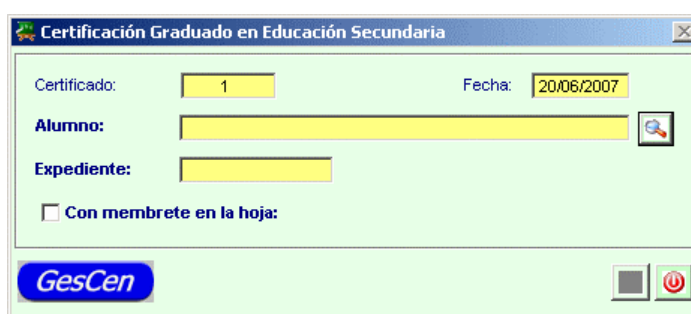 Certificación Graduado en Educación Secundaria
Certificado: 1 Fecha: 20/06/2007
Alumno:
Expediente:
Con membrete en la hoja:
GesCen